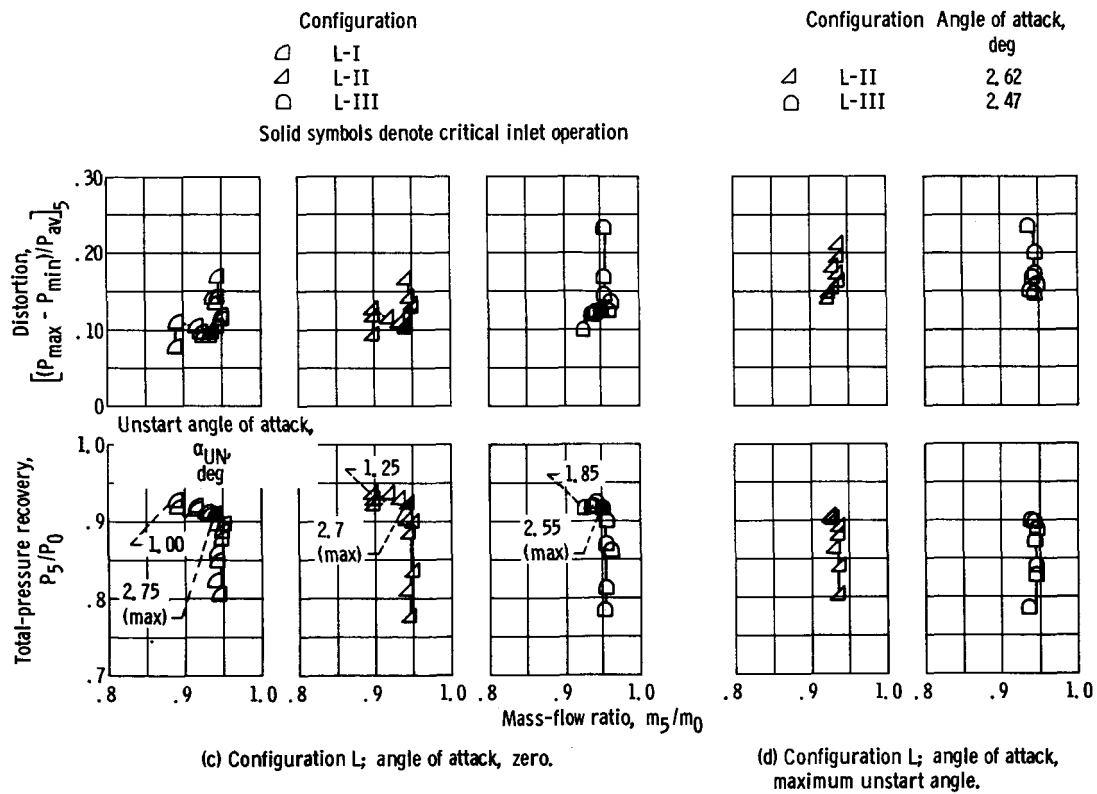 Configuration
L-I
L-II
L-III
Solid symbols denote critical inlet operation
Configuration Angle of attack,
deg
L-II 2.62
L-III 2.47
Distortion,
[(Pmax - Pmin)/Pav]5
.30
.20
.10
0
Unstart angle of attack,
αUN,
deg
Total-pressure recovery,
P5/P0
1.0
.9
.8
.7
1.00
2.75
(max)
1.25
2.7
(max)
1.85
2.55
(max)
.8 .9 1.0 .9 1.0 .9 1.0 .8 .9 1.0 .9 1.0
.8 .8 .8
Mass-flow ratio, m5/m0
(c) Configuration L; angle of attack, zero.
(d) Configuration L; angle of attack,
maximum unstart angle.